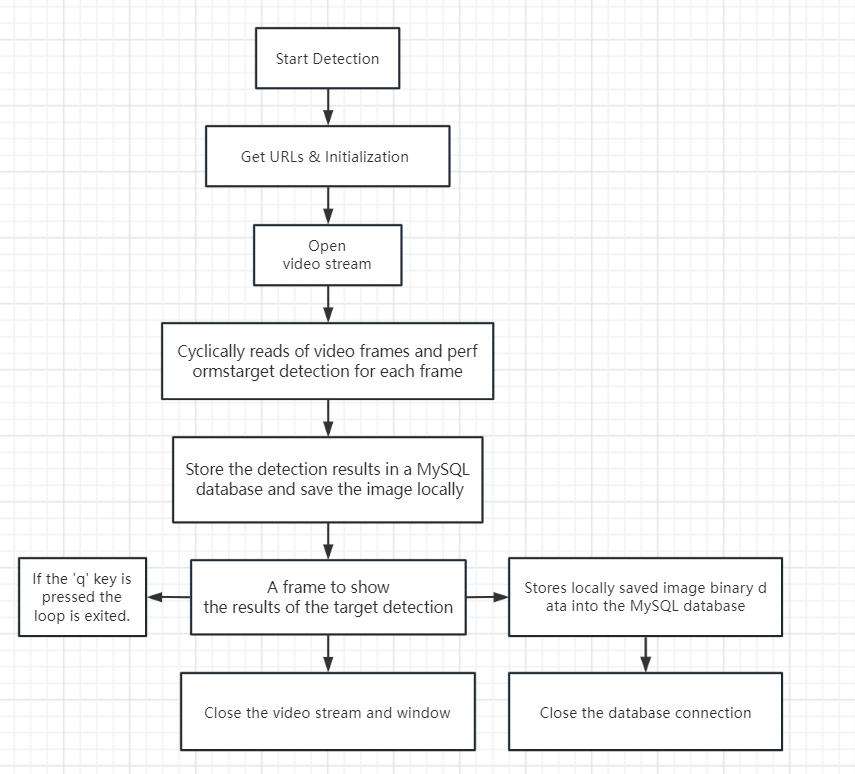 Start Detection
Get URLs & Initialization
Open
video stream
Cyclically reads of video frames and perf
ormstarget detection for each frame
Store the detection results in a MySQL
database and save the image locally
If the 'q' key is
pressed the
loop is exited.
A frame to show
the results of the target detection
Stores locally saved image binary d
ata into the MySQL database
Close the video stream and window
Close the database connection